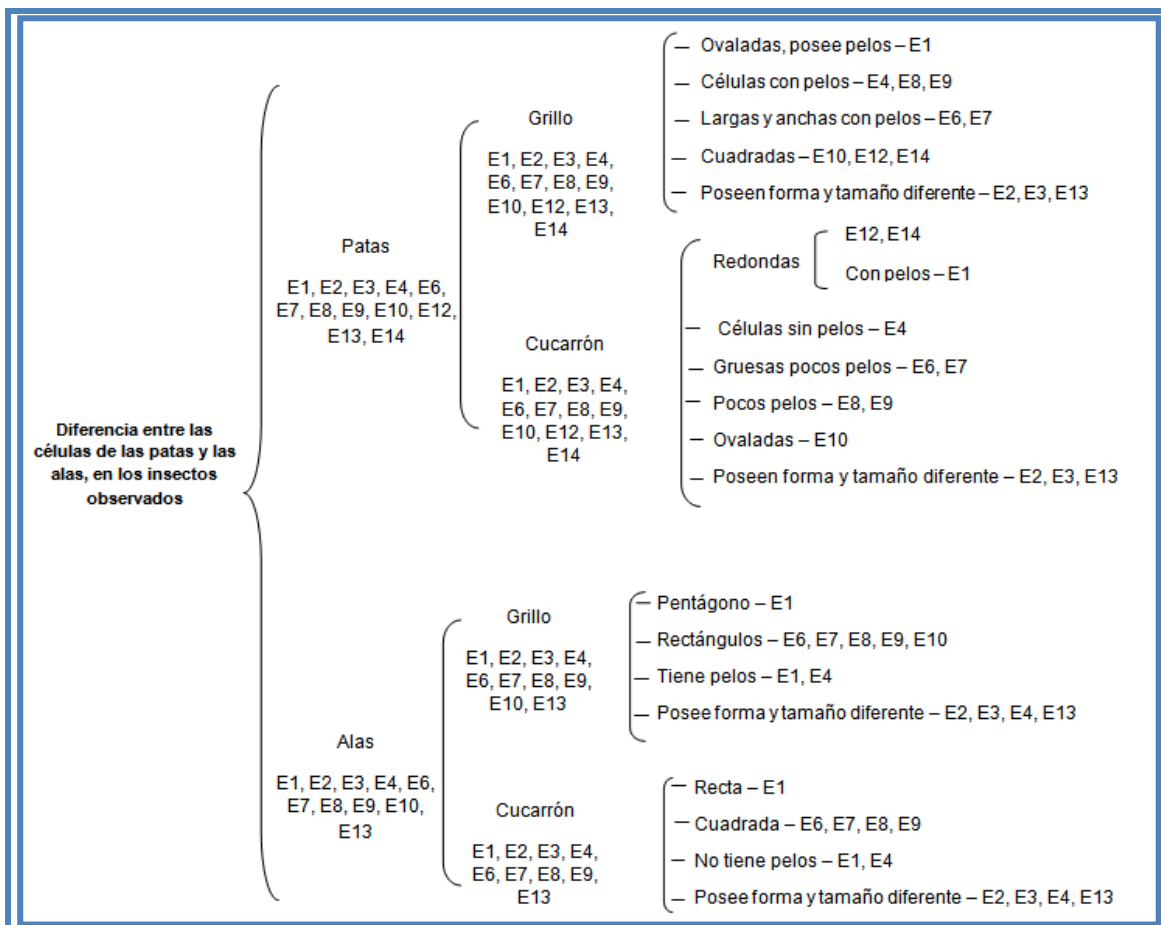 Diferencia entre las
células de las patas y las
alas, en los insectos
observados
Patas
E1, E2, E3, E4, E6,
E7, E8, E9, E10, E12,
E13, E14
Grillo
E1, E2, E3, E4,
E6, E7, E8, E9,
E10, E12, E13,
E14
— Ovaladas, posee pelos – E1
— Células con pelos – E4, E8, E9
— Largas y anchas con pelos – E6, E7
— Cuadradas – E10, E12, E14
— Poseen forma y tamaño diferente – E2, E3, E13
Cucarrón
E1, E2, E3, E4,
E6, E7, E8, E9,
E10, E12, E13,
E14
Redondas
E12, E14
Con pelos – E1
— Células sin pelos – E4
— Gruesas pocos pelos – E6, E7
— Pocos pelos – E8, E9
— Ovaladas – E10
— Poseen forma y tamaño diferente – E2, E3, E13
Alas
E1, E2, E3, E4, E6,
E7, E8, E9, E10,
E13
Grillo
E1, E2, E3, E4,
E6, E7, E8, E9,
E10, E13
— Pentágono – E1
— Rectángulos – E6, E7, E8, E9, E10
— Tiene pelos – E1, E4
— Posee forma y tamaño diferente – E2, E3, E4, E13
Cucarrón
E1, E2, E3, E4,
E6, E7, E8, E9,
E13
— Recta – E1
— Cuadrada – E6, E7, E8, E9
— No tiene pelos – E1, E4
— Posee forma y tamaño diferente – E2, E3, E4, E13